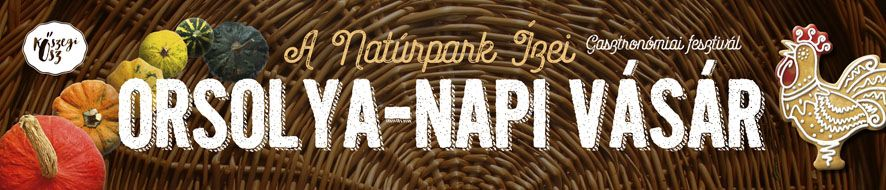 Kőszegi
Ősz
A Natúrpark Ízei Gasztronómiai fesztivál
ORSOLYA-NAPI VÁSÁR